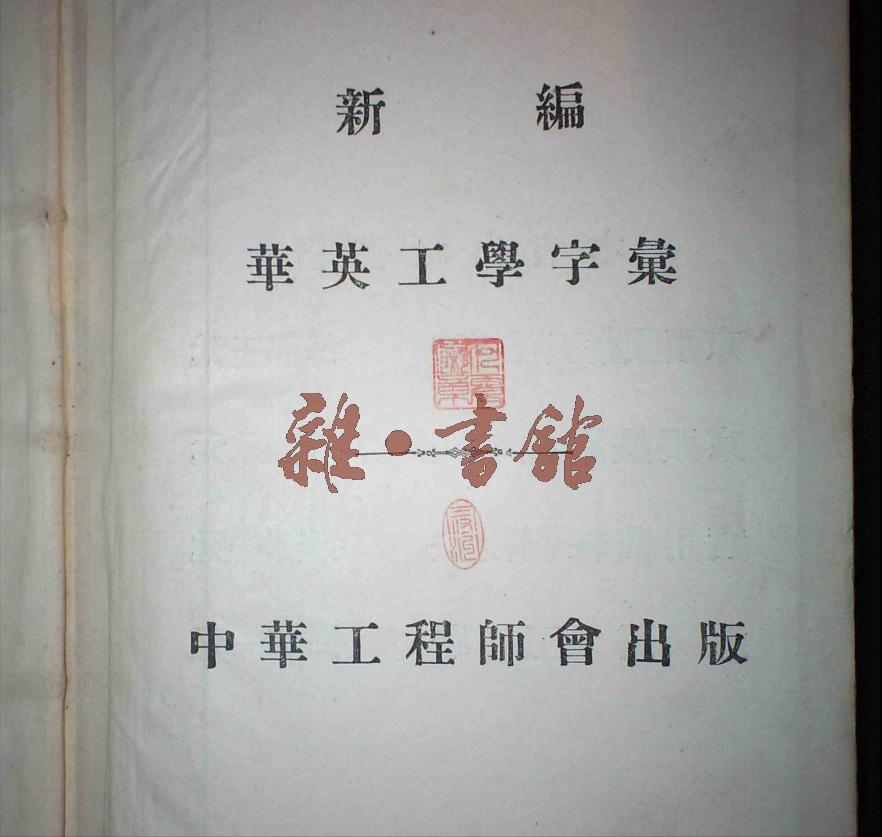 新編
華英工學字彙
雜·書館
中華工程師會出版